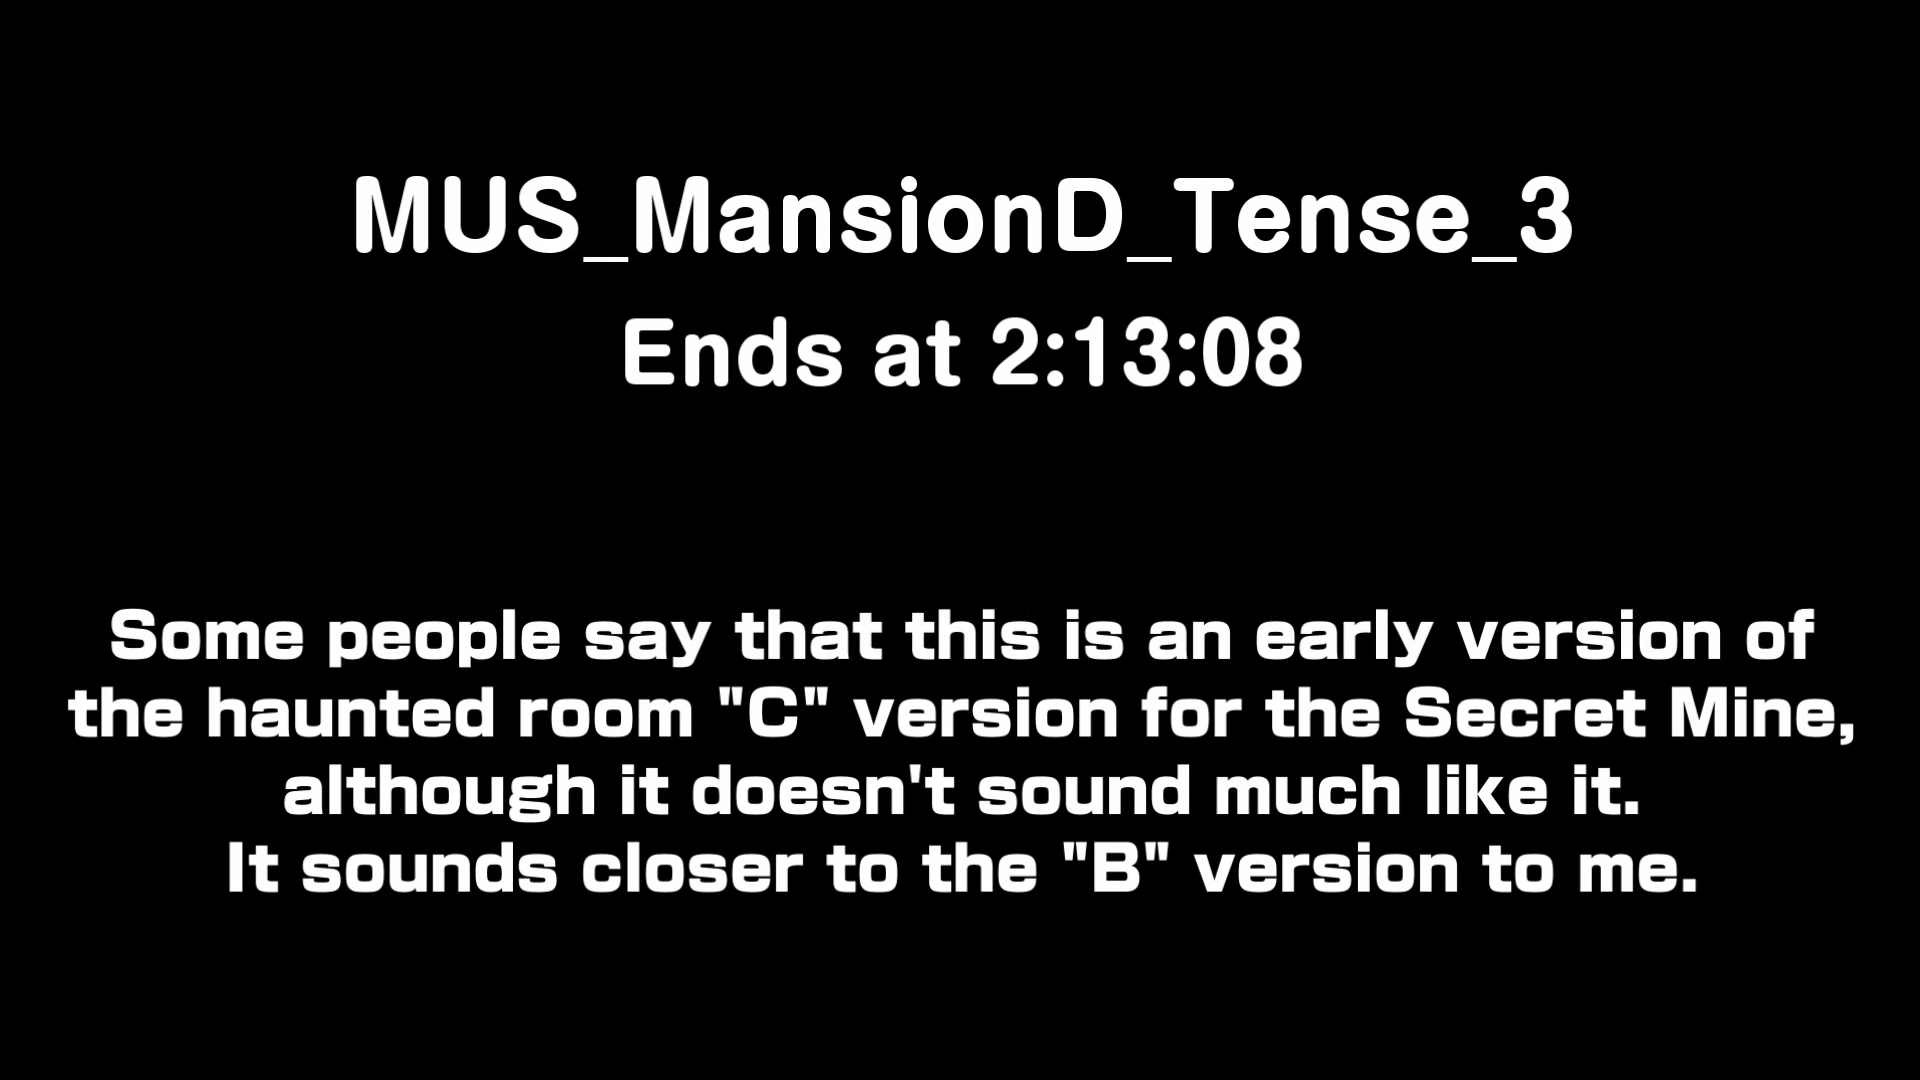 MUS_MansionD_Tense_3
Ends at 2:13:08
Some people say that this is an early version of
the haunted room "C" version for the Secret Mine,
although it doesn't sound much like it.
It sounds closer to the "B" version to me.